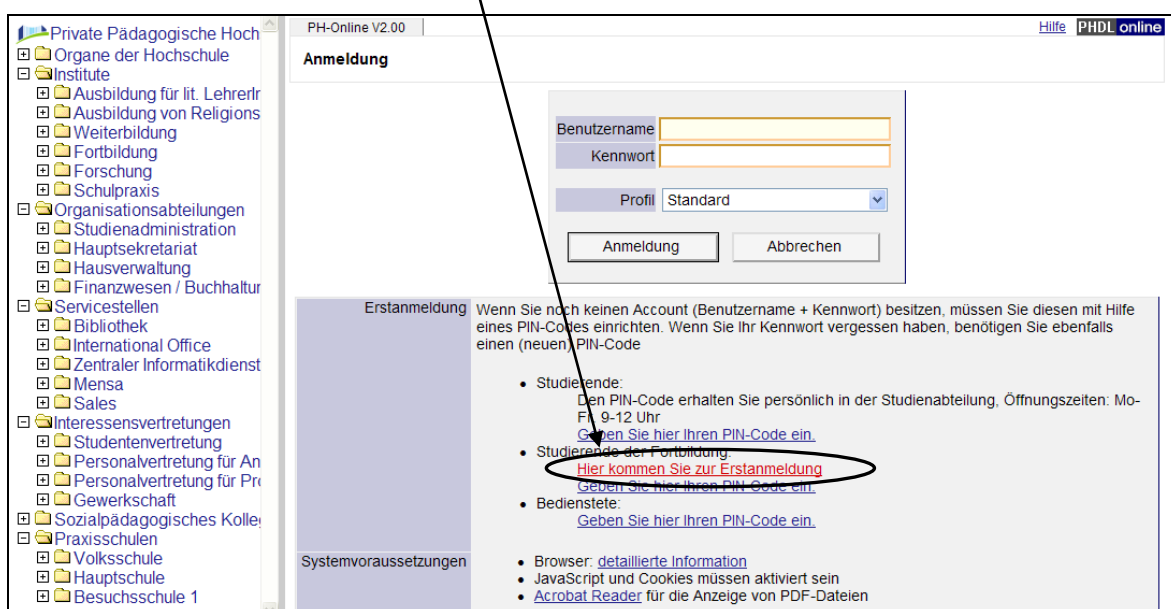 Private Pädagogische Hoch
Organe der Hochschule
Institute
Ausbildung für lit. LehrerIr
Ausbildung von Religions
Weiterbildung
Fortbildung
Forschung
Schulpraxis
Organisationsabteilungen
Studienadministration
Hauptsekretariat
Hausverwaltung
Finanzwesen / Buchhaltur
Servicestellen
Bibliothek
International Office
Zentraler Informatikdienst
Mensa
Sales
Interessensvertretungen
Studentenvertretung
Personalvertretung für An
Personalvertretung für Pro
Gewerkschaft
Sozialpädagogisches Kolleg
Praxisschulen
Volksschule
Hauptschule
Besuchsschule 1
PH-Online V2.00
Hilfe PHDL online
Anmeldung
Benutzername
Kennwort
Profil Standard
Anmeldung Abbrechen
Erstanmeldung
Wenn Sie noch keinen Account (Benutzername + Kennwort) besitzen, müssen Sie diesen mit Hilfe
eines PIN-Codes einrichten. Wenn Sie Ihr Kennwort vergessen haben, benötigen Sie ebenfalls
einen (neuen) PIN-Code
• Studierende:
Den PIN-Code erhalten Sie persönlich in der Studienabteilung, Öffnungszeiten: Mo-
Fr, 9-12 Uhr
Geben Sie hier Ihren PIN-Code ein.
• Studierende der Fortbildung:
Hier kommen Sie zur Erstanmeldung
Geben Sie hier Ihren PIN-Code ein.
• Bedienstete:
Geben Sie hier Ihren PIN-Code ein.
Systemvoraussetzungen
• Browser: detaillierte Information
• JavaScript und Cookies müssen aktiviert sein
• Acrobat Reader für die Anzeige von PDF-Dateien